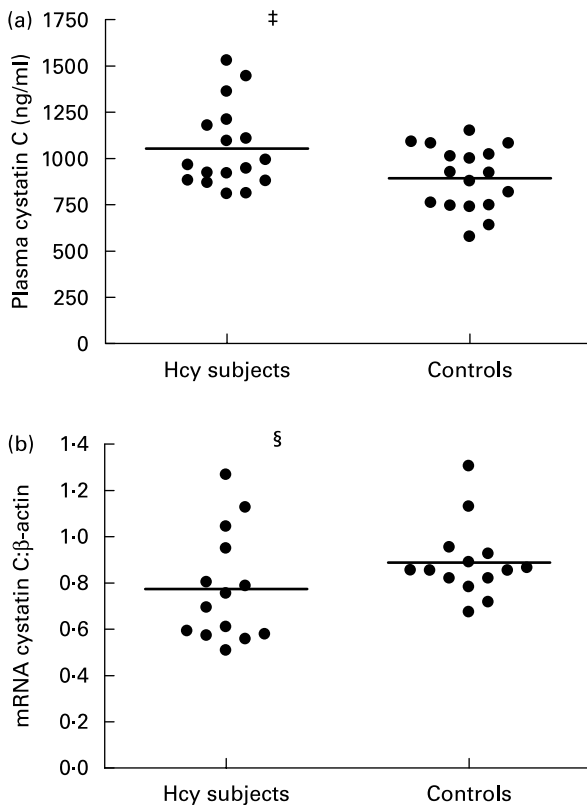 (a)
‡
Plasma cystatin C (ng/ml)
1750
1500
1250
1000
750
500
250
0
Hcy subjects
Controls
(b)
§
mRNA cystatin C:β-actin
1·4
1·2
1·0
0·8
0·6
0·4
0·2
0·0
Hcy subjects
Controls